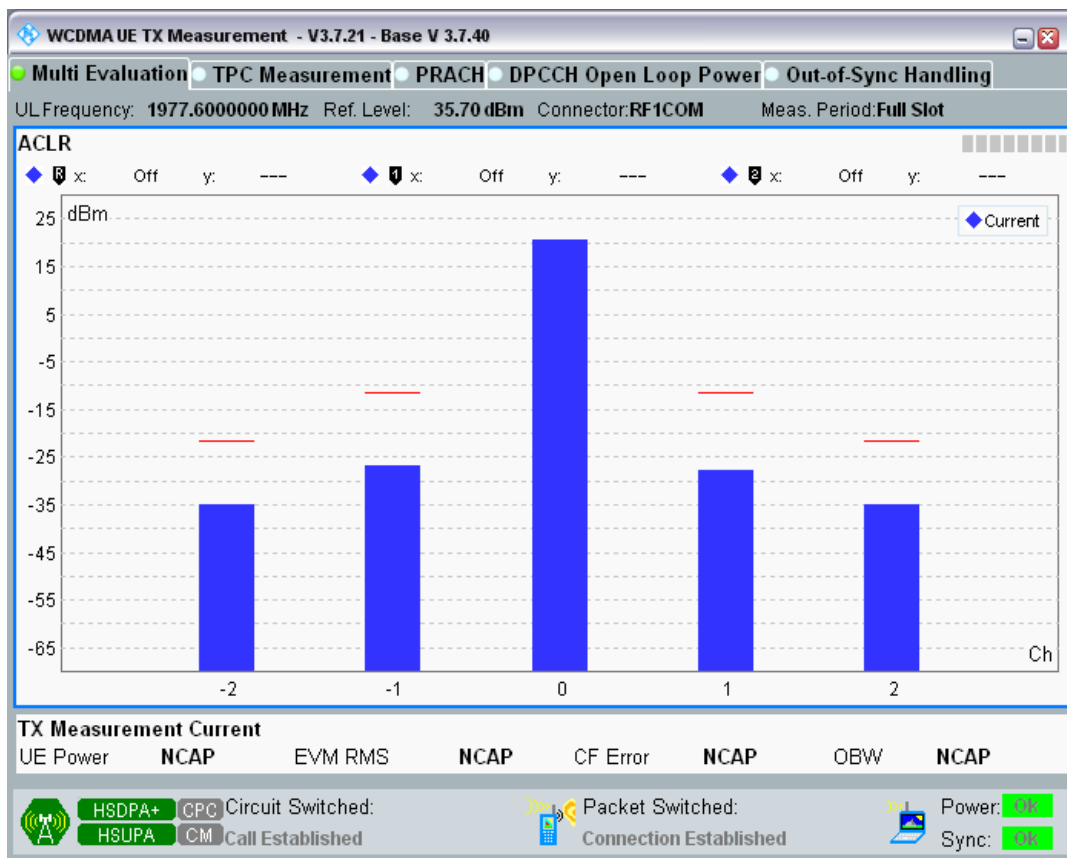 WCDMA UE TX Measurement - V3.7.21 - Base V 3.7.40
Multi Evaluation TPC Measurement PRACH DPCCH Open Loop Power Out-of-Sync Handling
UL Frequency: 1977.6000000 MHz Ref. Level: 35.70 dBm Connector:RF1COM Meas. Period:Full Slot
ACLR
R x: Off y: --- 1 x: Off y: --- 2 x: Off y: ---
dBm
Current
25
15
5
-5
-15
-25
-35
-45
-55
-65
Ch
-2 -1 0 1 2
TX Measurement Current
UE Power NCAP EVM RMS NCAP CF Error NCAP OBW NCAP
HSDPA+ CPC Circuit Switched: Packet Switched: Power: Ok
HSUPA CM Call Established Connection Established Sync: Ok